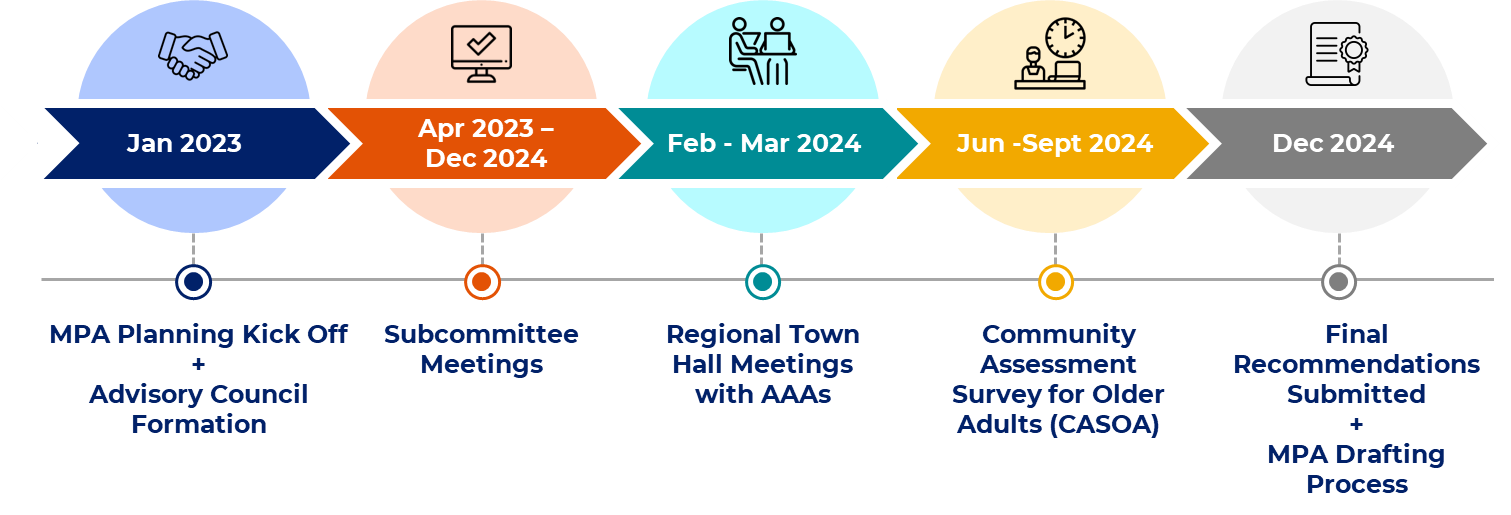 Jan 2023
Apr 2023 –
Dec 2024
Feb - Mar 2024
Jun -Sept 2024
Dec 2024
MPA Planning Kick Off
+
Advisory Council
Formation
Subcommittee
Meetings
Regional Town
Hall Meetings
with AAAs
Community
Assessment
Survey for Older
Adults (CASOA)
Final
Recommendations
Submitted
+
MPA Drafting
Process